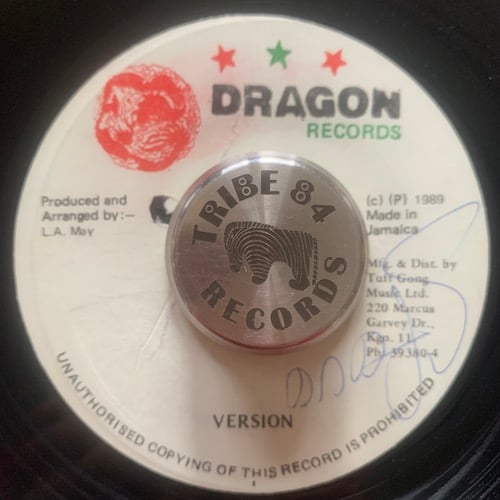 DRAGON
RECORDS
Produced and
Arranged by:—
L.A. May
TRIBE 84
RECORDS
(c) (P) 1989
Made in
Jamaica
Mfg. & Dist. by
Tuff Gong
Music Ltd.
220 Marcus
Garvey Dr.,
Kgn. 11.
Ph: 39380-4
VERSION
UNAUTHORISED COPYING OF THIS RECORD IS PROHIBITED